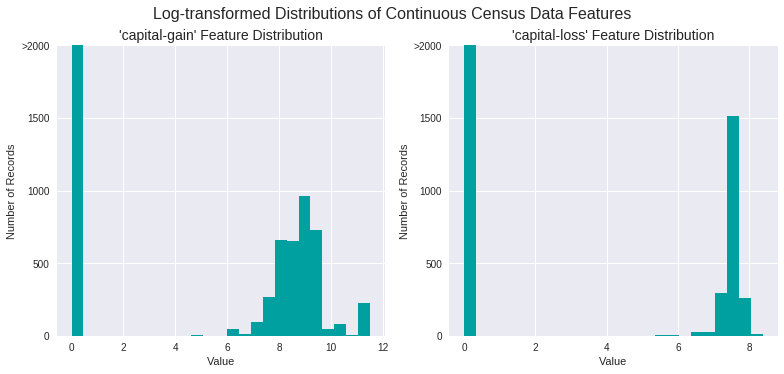 Log-transformed Distributions of Continuous Census Data Features
'capital-gain' Feature Distribution
>2000
1500
1000
500
0
Number of Records
0 2 4 6 8 10 12
Value
'capital-loss' Feature Distribution
>2000
1500
1000
500
0
Number of Records
0 2 4 6 8
Value